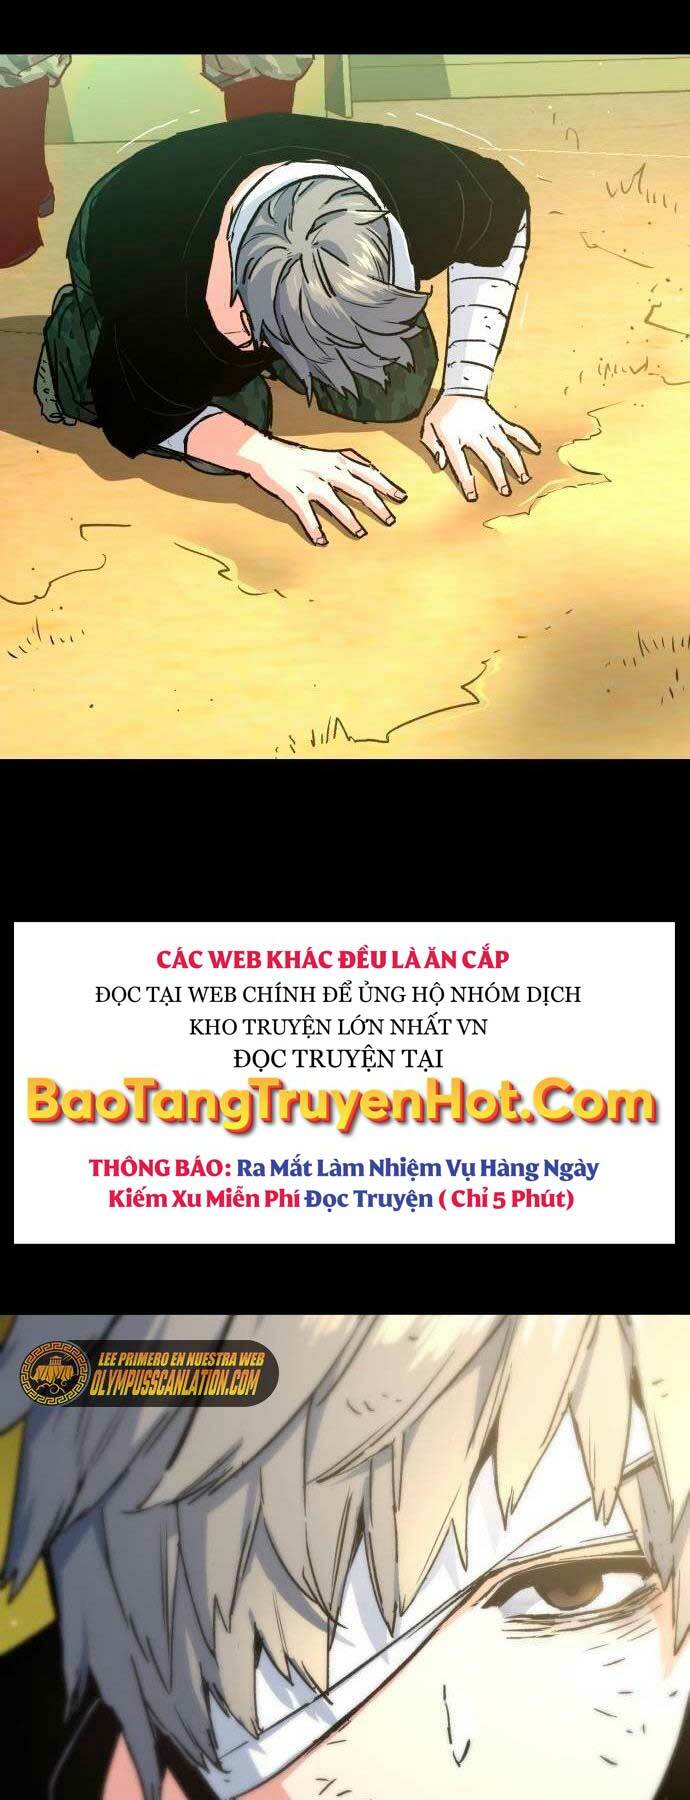 CÁC WEB KHÁC ĐỀU LÀ ĂN CẮP
ĐỌC TẠI WEB CHÍNH ĐỂ ỦNG HỘ NHÓM DỊCH
KHO TRUYỆN LỚN NHẤT VN
ĐỌC TRUYỆN TẠI
BaoTangTruyenHot.Com
THÔNG BÁO: Ra Mắt Làm Nhiệm Vụ Hàng Ngày
Kiếm Xu Miễn Phí Đọc Truyện ( Chỉ 5 Phút)
LEE PRIMERO EN NUESTRA WEB
OLYMPUSSCANLATION.COM